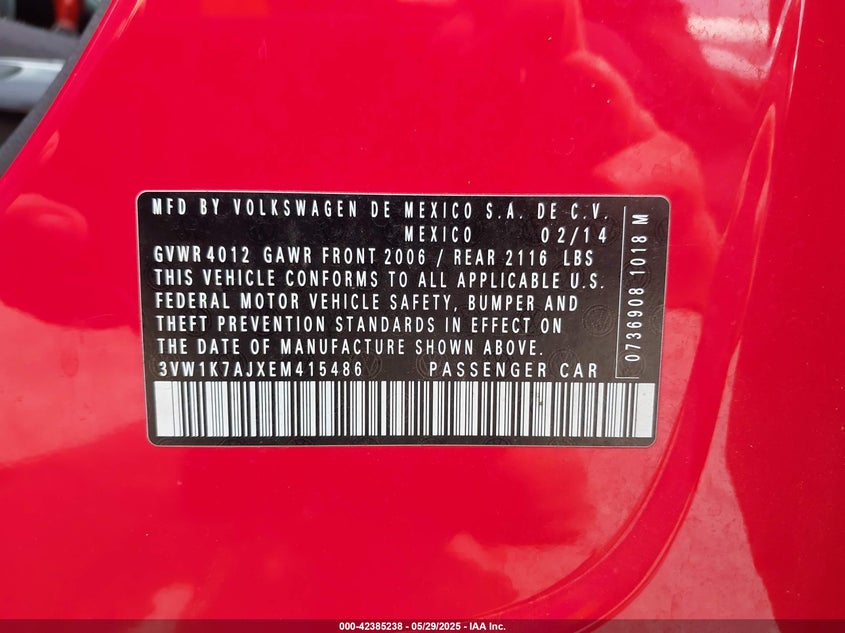 MFD BY VOLKSWAGEN DE MEXICO S.A. DE C.V.
MEXICO 02/14
GVWR 4012 GAWR FRONT 2006 / REAR 2116 LBS
THIS VEHICLE CONFORMS TO ALL APPLICABLE U.S.
FEDERAL MOTOR VEHICLE SAFETY, BUMPER AND
THEFT PREVENTION STANDARDS IN EFFECT ON
THE DATE OF MANUFACTURE SHOWN ABOVE.
3VW1K7AJXEM415486 PASSENGER CAR
0736908 1018 M
000-42385238 - 05/29/2025 - IAA Inc.